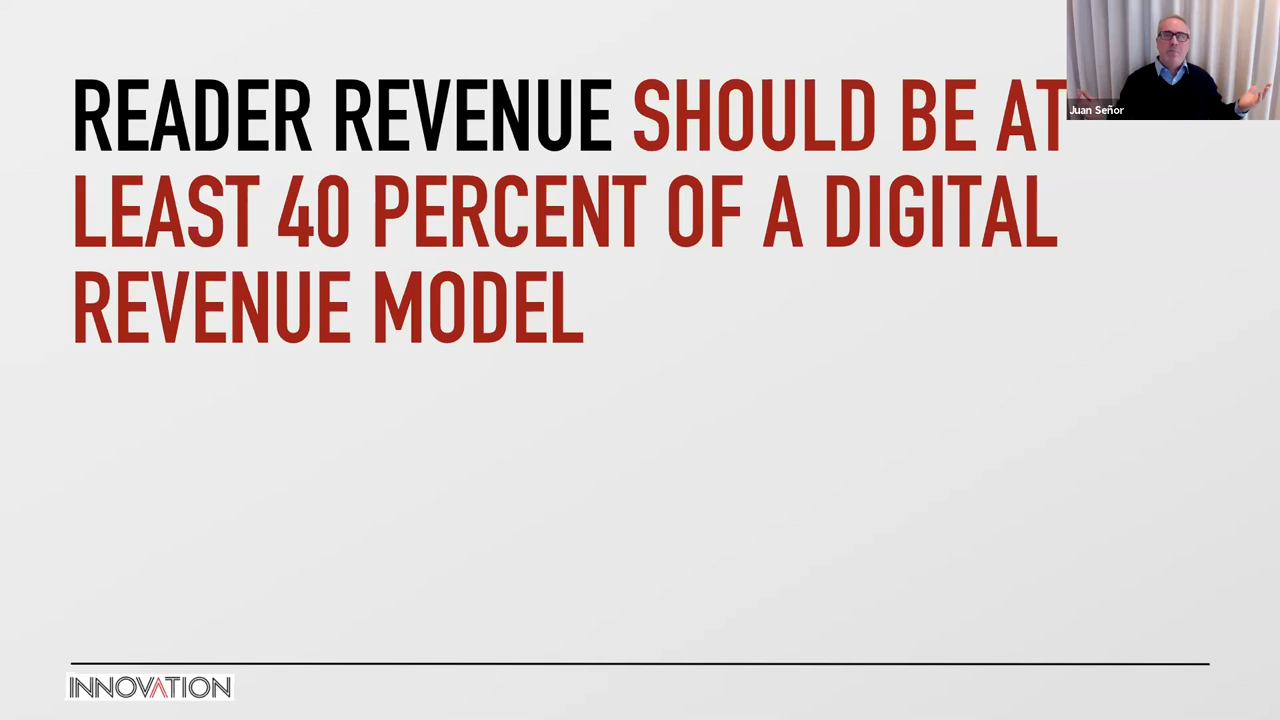 READER REVENUE SHOULD BE AT
LEAST 40 PERCENT OF A DIGITAL
REVENUE MODEL
Juan Señor
INNOVATION